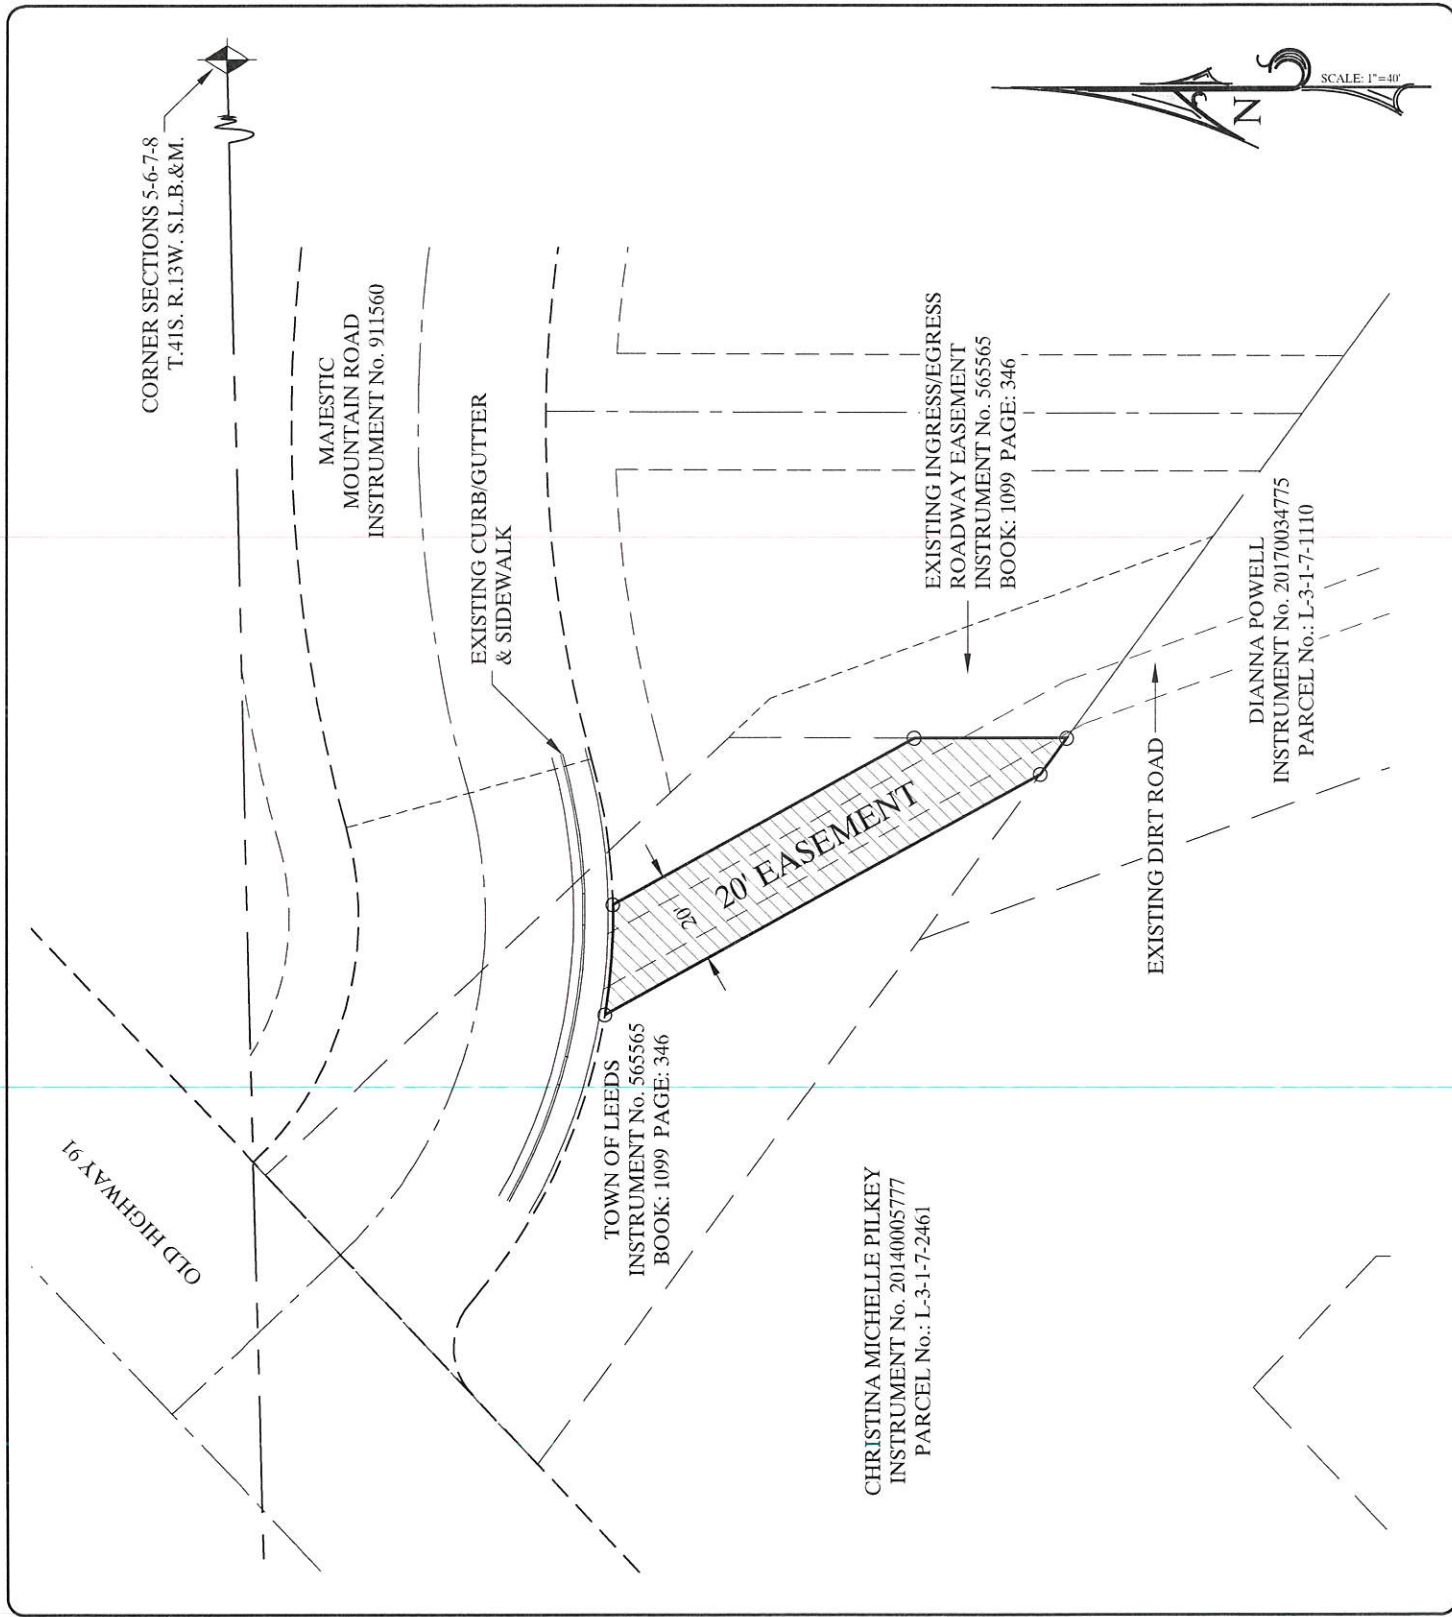 CORNER SECTIONS 5-6-7-8
T.41S. R.13W. S.L.B.&M.
MAJESTIC
MOUNTAIN ROAD
INSTRUMENT No. 911560
EXISTING CURB/GUTTER
& SIDEWALK
OLD HIGHWAY 91
TOWN OF LEEDS
INSTRUMENT No. 565565
BOOK: 1099 PAGE: 346
20'
20' EASEMENT
EXISTING INGRESS/EGRESS
ROADWAY EASEMENT
INSTRUMENT No. 565565
BOOK: 1099 PAGE: 346
CHRISTINA MICHELLE PILKEY
INSTRUMENT No. 20140005777
PARCEL No.: L-3-1-7-2461
EXISTING DIRT ROAD
DIANNA POWELL
INSTRUMENT No. 20170034775
PARCEL No.: L-3-1-7-1110
N
SCALE: 1"=40'